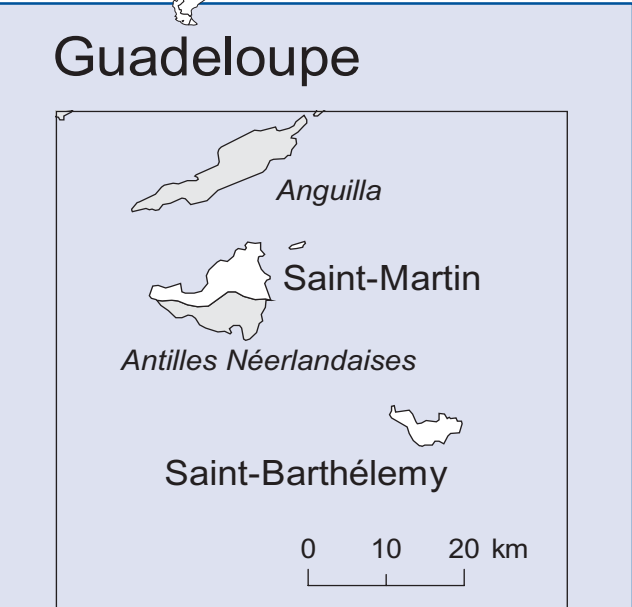 Guadeloupe
Anguilla
Saint-Martin
Antilles Néerlandaises
Saint-Barthélemy
0 10 20 km